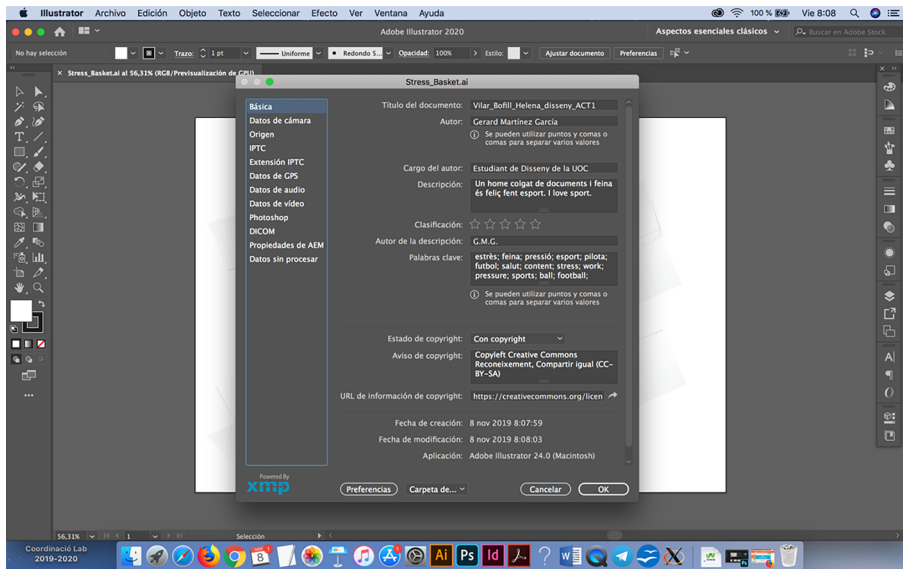 Illustrator Archivo Edición Objeto Texto Seleccionar Efecto Ver Ventana Ayuda 100 % Vie 8:08
Adobe Illustrator 2020 Aspectos esenciales clásicos Buscar en Adobe Stock
No hay selección Trazo: 1 pt Uniforme Redondo 5... Opacidad: 100% Estilo: Ajustar documento Preferencias
× Stress_Basket.ai al 56,31% (RGB/Previsualización de GPU)
Stress_Basket.ai
Básica
Datos de cámara
Origen
IPTC
Extensión IPTC
Datos de GPS
Datos de audio
Datos de vídeo
Photoshop
DICOM
Propiedades de AEM
Datos sin procesar
Título del documento: Vilar_Bofill_Helena_disseny_ACT1
Autor: Gerard Martínez García
Se pueden utilizar puntos y comas o
comas para separar varios valores
Cargo del autor: Estudiant de Disseny de la UOC
Descripción: Un home colgat de documents i feina
és feliç fent esport. I love sport.
Clasificación:
Autor de la descripción: G.M.G.
Palabras clave: estrès; feina; pressió; esport; pilota;
futbol; salut; content; stress; work;
pressure; sports; ball; football;
Se pueden utilizar puntos y comas o
comas para separar varios valores
Estado de copyright: Con copyright
Aviso de copyright: Copyleft Creative Commons
Reconeixement, Compartir igual (CC-
BY-SA)
URL de información de copyright: https://creativecommons.org/licen
Fecha de creación: 8 nov 2019 8:07:59
Fecha de modificación: 8 nov 2019 8:08:03
Aplicación: Adobe Illustrator 24.0 (Macintosh)
Powered By
xmp
Preferencias Carpeta de... Cancelar OK
56,31% 1 Selección
Coordinació Lab
2019-2020
8 Ai Ps Id W